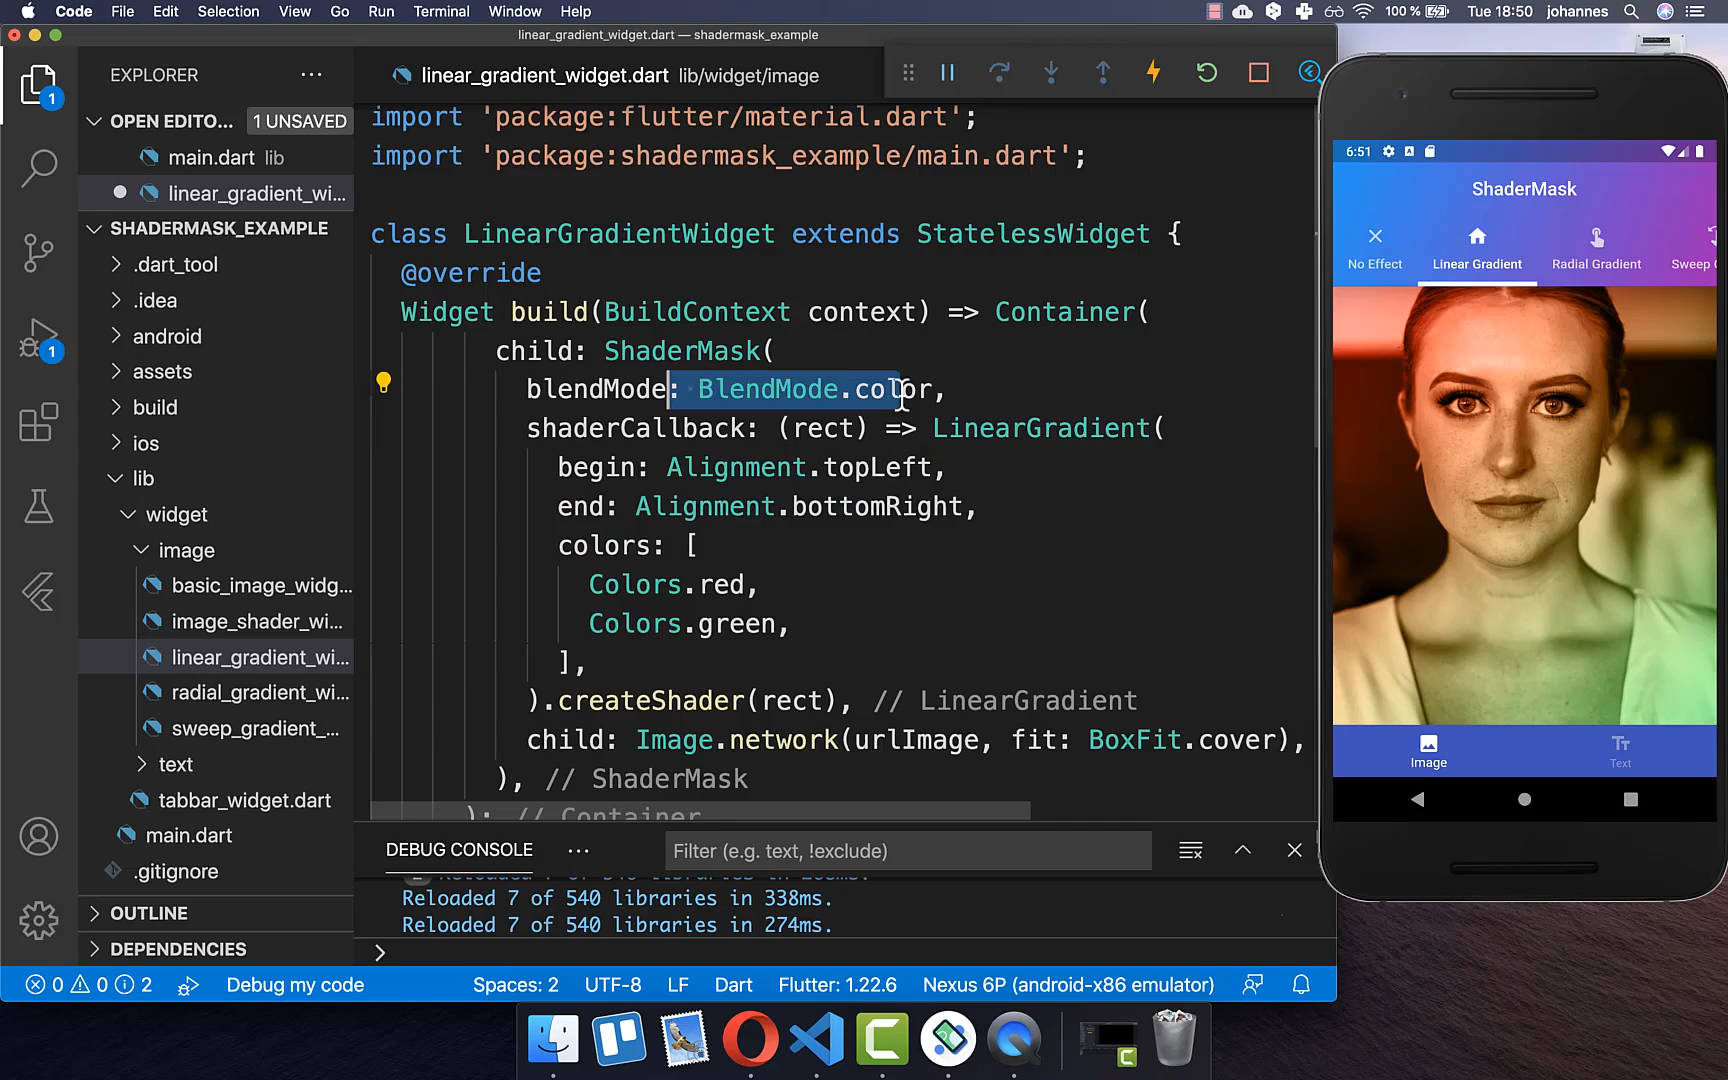 Code File Edit Selection View Go Run Terminal Window Help
100 % Tue 18:50 johannes
linear_gradient_widget.dart — shadermask_example
EXPLORER ...
OPEN EDITO... 1 UNSAVED
main.dart lib
linear_gradient_wi...
SHADERMASK_EXAMPLE
.dart_tool
.idea
android
assets
build
ios
lib
widget
image
basic_image_widg...
image_shader_wi...
linear_gradient_wi...
radial_gradient_wi...
sweep_gradient_...
text
tabbar_widget.dart
main.dart
.gitignore
OUTLINE
DEPENDENCIES
1
1
linear_gradient_widget.dart lib/widget/image
import 'package:flutter/material.dart';
import 'package:shadermask_example/main.dart';
class LinearGradientWidget extends StatelessWidget {
@override
Widget build(BuildContext context) => Container(
child: ShaderMask(
blendMode: BlendMode.color,
shaderCallback: (rect) => LinearGradient(
begin: Alignment.topLeft,
end: Alignment.bottomRight,
colors: [
Colors.red,
Colors.green,
],
).createShader(rect), // LinearGradient
child: Image.network(urlImage, fit: BoxFit.cover),
), // ShaderMask
); // Container
DEBUG CONSOLE ... Filter (e.g. text, !exclude)
Reloaded 7 of 540 libraries in 338ms.
Reloaded 7 of 540 libraries in 274ms.
>
0 0 2 Debug my code Spaces: 2 UTF-8 LF Dart Flutter: 1.22.6 Nexus 6P (android-x86 emulator)
6:51
ShaderMask
No Effect Linear Gradient Radial Gradient Sweep
Image Text